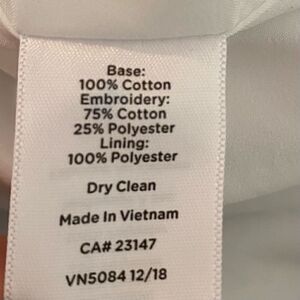 Base:
100% Cotton
Embroidery:
75% Cotton
25% Polyester
Lining:
100% Polyester
Dry Clean
Made In Vietnam
CA# 23147
VN5084 12/18